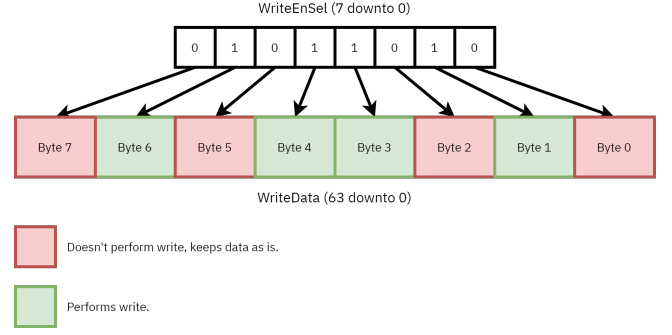 WriteEnSel (7 downto 0)
0 1 0 1 1 0 1 0
Byte 7 Byte 6 Byte 5 Byte 4 Byte 3 Byte 2 Byte 1 Byte 0
WriteData (63 downto 0)
Doesn't perform write, keeps data as is.
Performs write.